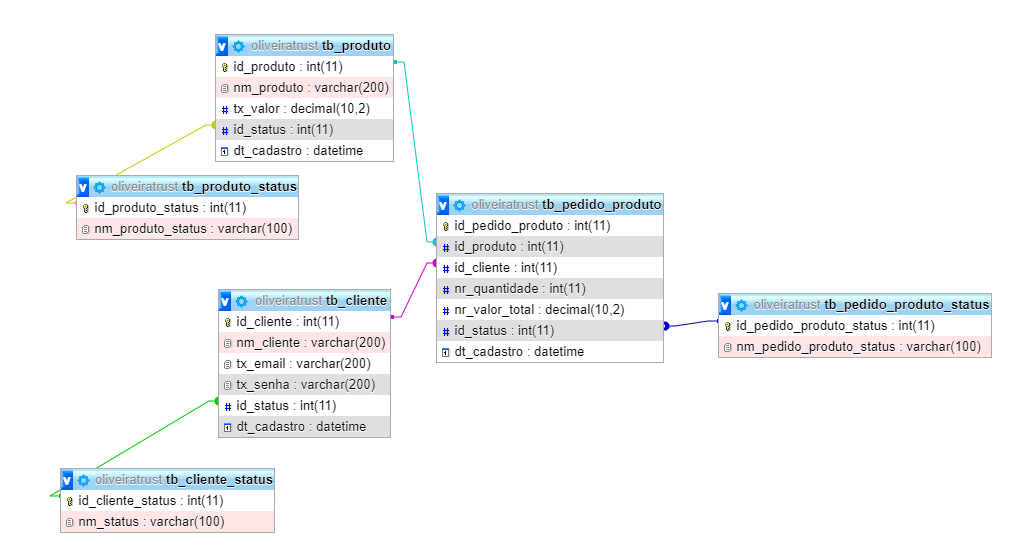 oliveiratrust tb_produto
id_produto : int(11)
nm_produto : varchar(200)
tx_valor : decimal(10,2)
id_status : int(11)
dt_cadastro : datetime
oliveiratrust tb_produto_status
id_produto_status : int(11)
nm_produto_status : varchar(100)
oliveiratrust tb_pedido_produto
id_pedido_produto : int(11)
id_produto : int(11)
id_cliente : int(11)
nr_quantidade : int(11)
nr_valor_total : decimal(10,2)
id_status : int(11)
dt_cadastro : datetime
oliveiratrust tb_cliente
id_cliente : int(11)
nm_cliente : varchar(200)
tx_email : varchar(200)
tx_senha : varchar(200)
id_status : int(11)
dt_cadastro : datetime
oliveiratrust tb_pedido_produto_status
id_pedido_produto_status : int(11)
nm_pedido_produto_status : varchar(100)
oliveiratrust tb_cliente_status
id_cliente_status : int(11)
nm_status : varchar(100)